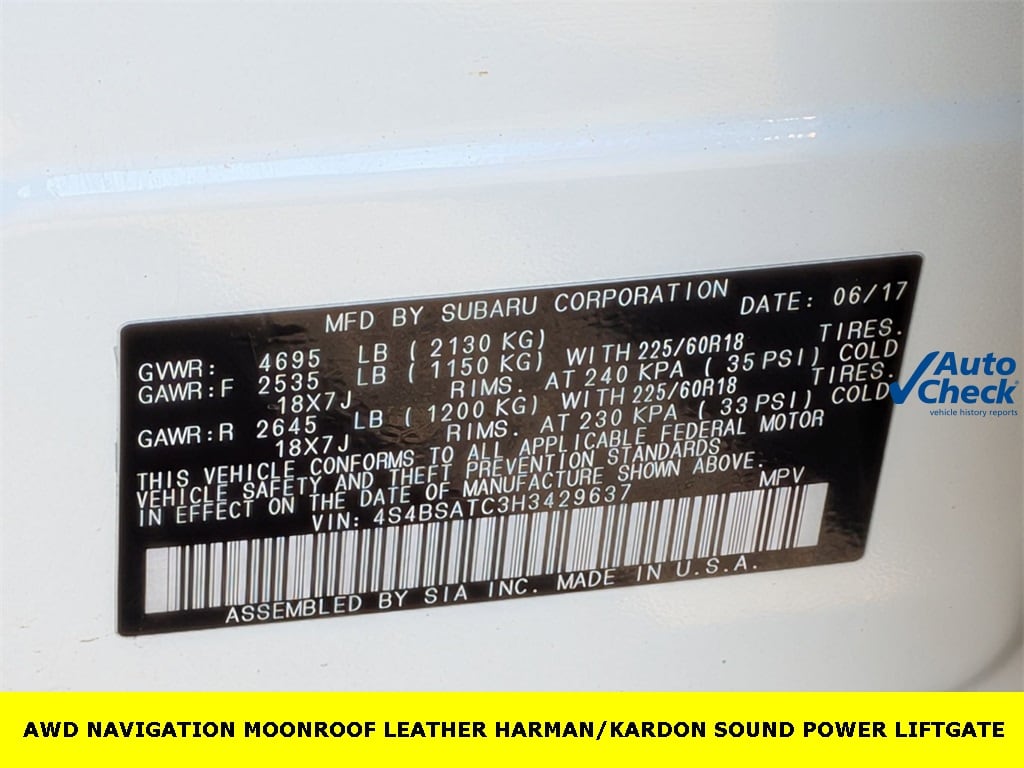 MFD BY SUBARU CORPORATION DATE: 06/17
GVWR: 4695 LB ( 2130 KG)
GAWR:F 2535 LB ( 1150 KG) WITH 225/60R18 TIRES.
18X7J RIMS. AT 240 KPA ( 35 PSI) COLD
GAWR:R 2645 LB ( 1200 KG) WITH 225/60R18 TIRES.
18X7J RIMS. AT 230 KPA ( 33 PSI) COLD
THIS VEHICLE CONFORMS TO ALL APPLICABLE FEDERAL MOTOR
VEHICLE SAFETY AND THEFT PREVENTION STANDARDS
IN EFFECT ON THE DATE OF MANUFACTURE SHOWN ABOVE.
VIN: 4S4BSATC3H3429637 MPV
ASSEMBLED BY SIA INC. MADE IN U.S.A.
Auto
Check®
vehicle history reports
AWD NAVIGATION MOONROOF LEATHER HARMAN/KARDON SOUND POWER LIFTGATE